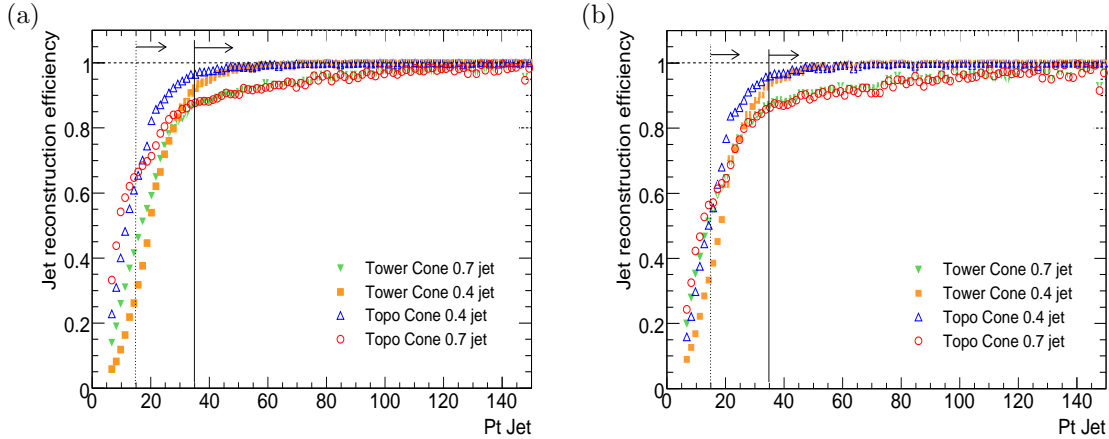 (a)
Jet reconstruction efficiency
1
0.8
0.6
0.4
0.2
0
0 20 40 60 80 100 120 140
Pt Jet
Tower Cone 0.7 jet
Tower Cone 0.4 jet
Topo Cone 0.4 jet
Topo Cone 0.7 jet
(b)
Jet reconstruction efficiency
1
0.8
0.6
0.4
0.2
0
0 20 40 60 80 100 120 140
Pt Jet
Tower Cone 0.7 jet
Tower Cone 0.4 jet
Topo Cone 0.4 jet
Topo Cone 0.7 jet